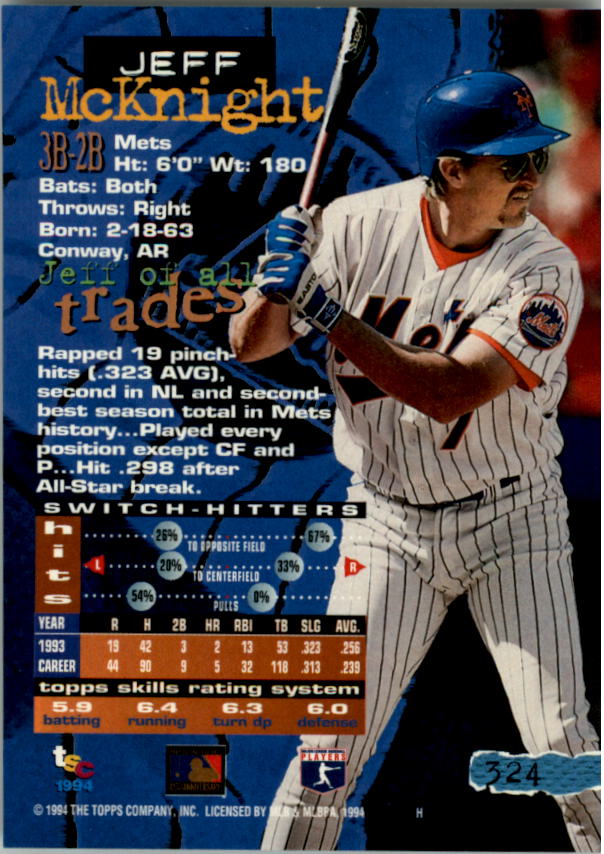 JEFF
McKnight
3B-2B
Mets
Ht: 6'0" Wt: 180
Bats: Both
Throws: Right
Born: 2-18-63
Conway, AR
Jeff of all
trades
Rapped 19 pinch-
hits (.323 AVG),
second in NL and second-
best season total in Mets
history...Played every
position except CF and
P...Hit .298 after
All-Star break.
SWITCH-HITTERS
hits
26% 67%
TO OPPOSITE FIELD
L 20% 33% R
TO CENTERFIELD
54% 0%
PULLS
YEAR R H 2B HR RBI TB SLG AVG.
1993 19 42 3 2 13 53 .323 .256
CAREER 44 90 9 5 32 118 .313 .239
topps skills rating system
5.9 6.4 6.3 6.0
batting running turn dp defense
tsc
1994
125th ANNIVERSARY
PLAYERS
324
© 1994 THE TOPPS COMPANY, INC. LICENSED BY MLB & MLBPA, 1994 H
Mets
Mets
7